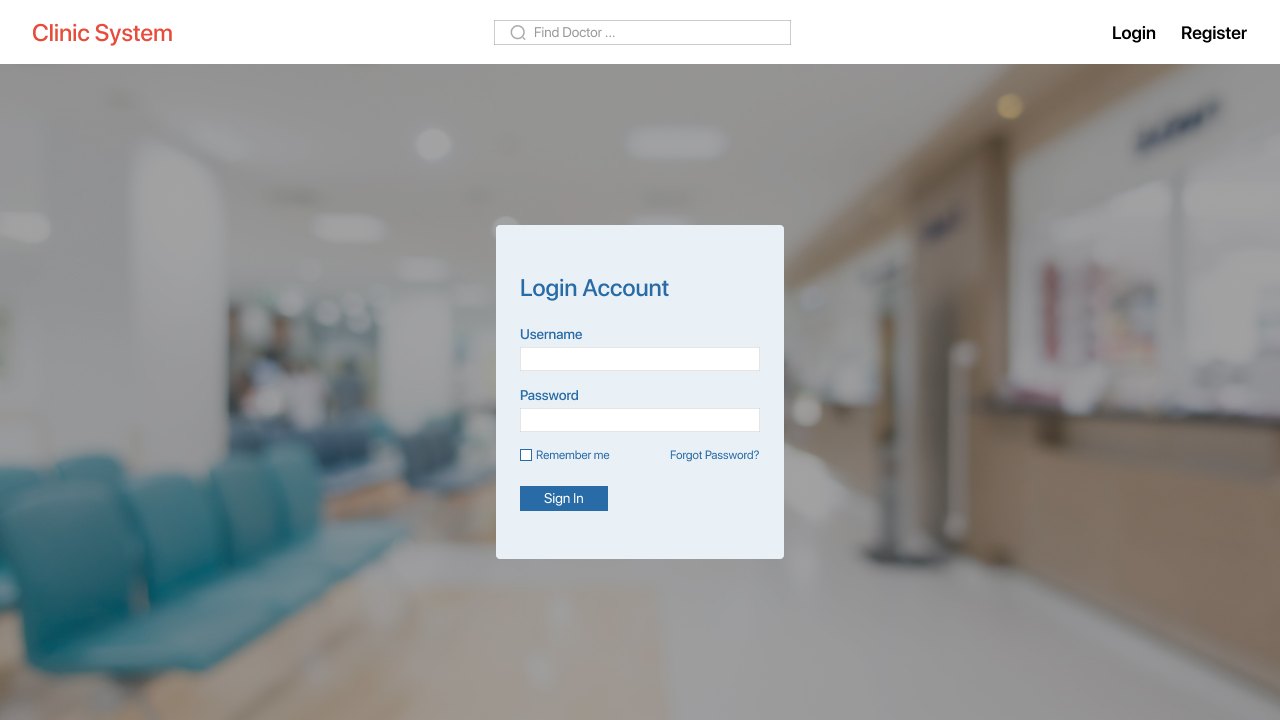 Clinic System
Find Doctor ...
Login
Register
Login Account
Username
Password
Remember me
Forgot Password?
Sign In